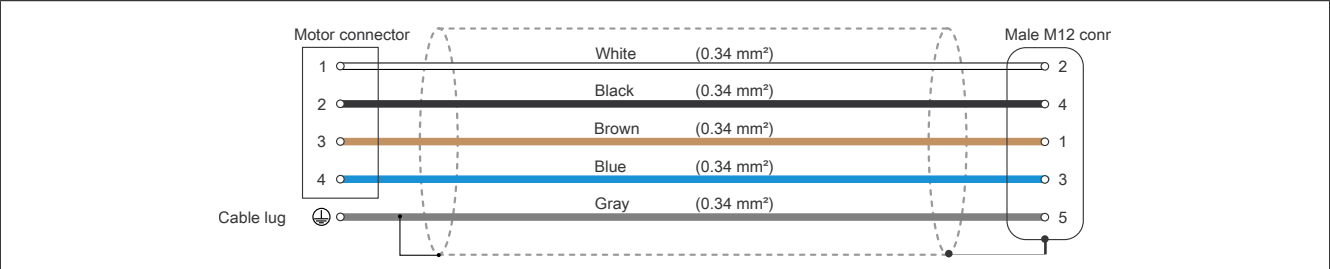 Motor connector Male M12 conr
White (0.34 mm²)
1 2
Black (0.34 mm²)
2 4
Brown (0.34 mm²)
3 1
Blue (0.34 mm²)
4 3
Gray (0.34 mm²)
Cable lug 5